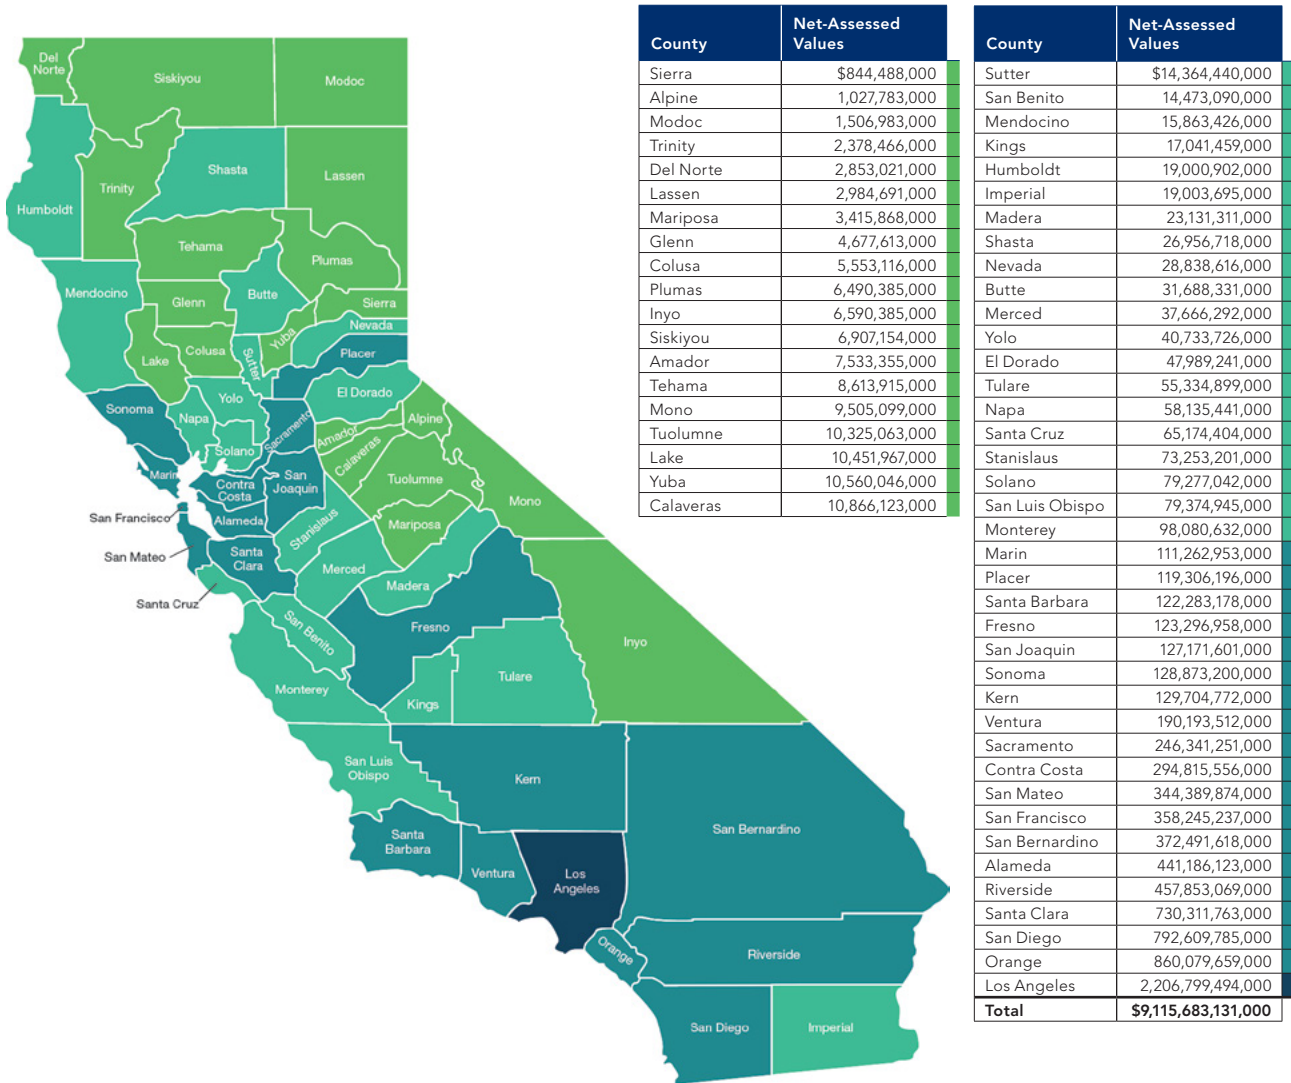 Del
Norte
Siskiyou
Modoc
Humboldt
Trinity
Shasta
Lassen
Tehama
Plumas
Mendocino
Glenn
Butte
Sierra
Nevada
Yuba
Placer
Lake
Colusa
Sutter
El Dorado
Sonoma
Napa
Yolo
Sacramento
Amador
Alpine
Solano
Calaveras
Marin
Contra
Costa
San
Joaquin
Tuolumne
Mono
San Francisco
Alameda
Stanislaus
Mariposa
San Mateo
Santa
Clara
Merced
Madera
Santa Cruz
San Benito
Fresno
Inyo
Monterey
Kings
Tulare
San Luis
Obispo
Kern
San Bernardino
Santa
Barbara
Ventura
Los
Angeles
Orange
Riverside
San Diego
Imperial
County Net-Assessed
Values
Sierra $844,488,000
Alpine 1,027,783,000
Modoc 1,506,983,000
Trinity 2,378,466,000
Del Norte 2,853,021,000
Lassen 2,984,691,000
Mariposa 3,415,868,000
Glenn 4,677,613,000
Colusa 5,553,116,000
Plumas 6,490,385,000
Inyo 6,590,385,000
Siskiyou 6,907,154,000
Amador 7,533,355,000
Tehama 8,613,915,000
Mono 9,505,099,000
Tuolumne 10,325,063,000
Lake 10,451,967,000
Yuba 10,560,046,000
Calaveras 10,866,123,000
County Net-Assessed
Values
Sutter $14,364,440,000
San Benito 14,473,090,000
Mendocino 15,863,426,000
Kings 17,041,459,000
Humboldt 19,000,902,000
Imperial 19,003,695,000
Madera 23,131,311,000
Shasta 26,956,718,000
Nevada 28,838,616,000
Butte 31,688,331,000
Merced 37,666,292,000
Yolo 40,733,726,000
El Dorado 47,989,241,000
Tulare 55,334,899,000
Napa 58,135,441,000
Santa Cruz 65,174,404,000
Stanislaus 73,253,201,000
Solano 79,277,042,000
San Luis Obispo 79,374,945,000
Monterey 98,080,632,000
Marin 111,262,953,000
Placer 119,306,196,000
Santa Barbara 122,283,178,000
Fresno 123,296,958,000
San Joaquin 127,171,601,000
Sonoma 128,873,200,000
Kern 129,704,772,000
Ventura 190,193,512,000
Sacramento 246,341,251,000
Contra Costa 294,815,556,000
San Mateo 344,389,874,000
San Francisco 358,245,237,000
San Bernardino 372,491,618,000
Alameda 441,186,123,000
Riverside 457,853,069,000
Santa Clara 730,311,763,000
San Diego 792,609,785,000
Orange 860,079,659,000
Los Angeles 2,206,799,494,000
Total $9,115,683,131,000